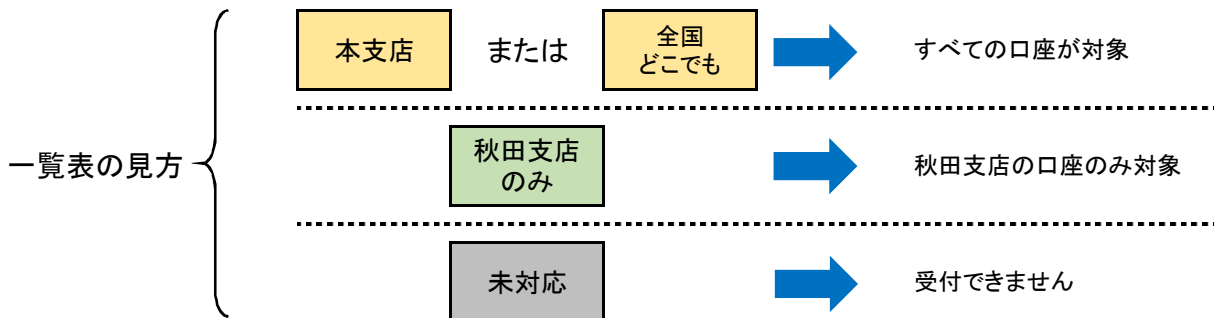 一覧表の見方
本支店
または
全国
どこでも
すべての口座が対象
秋田支店
のみ
秋田支店の口座のみ対象
未対応
受付できません